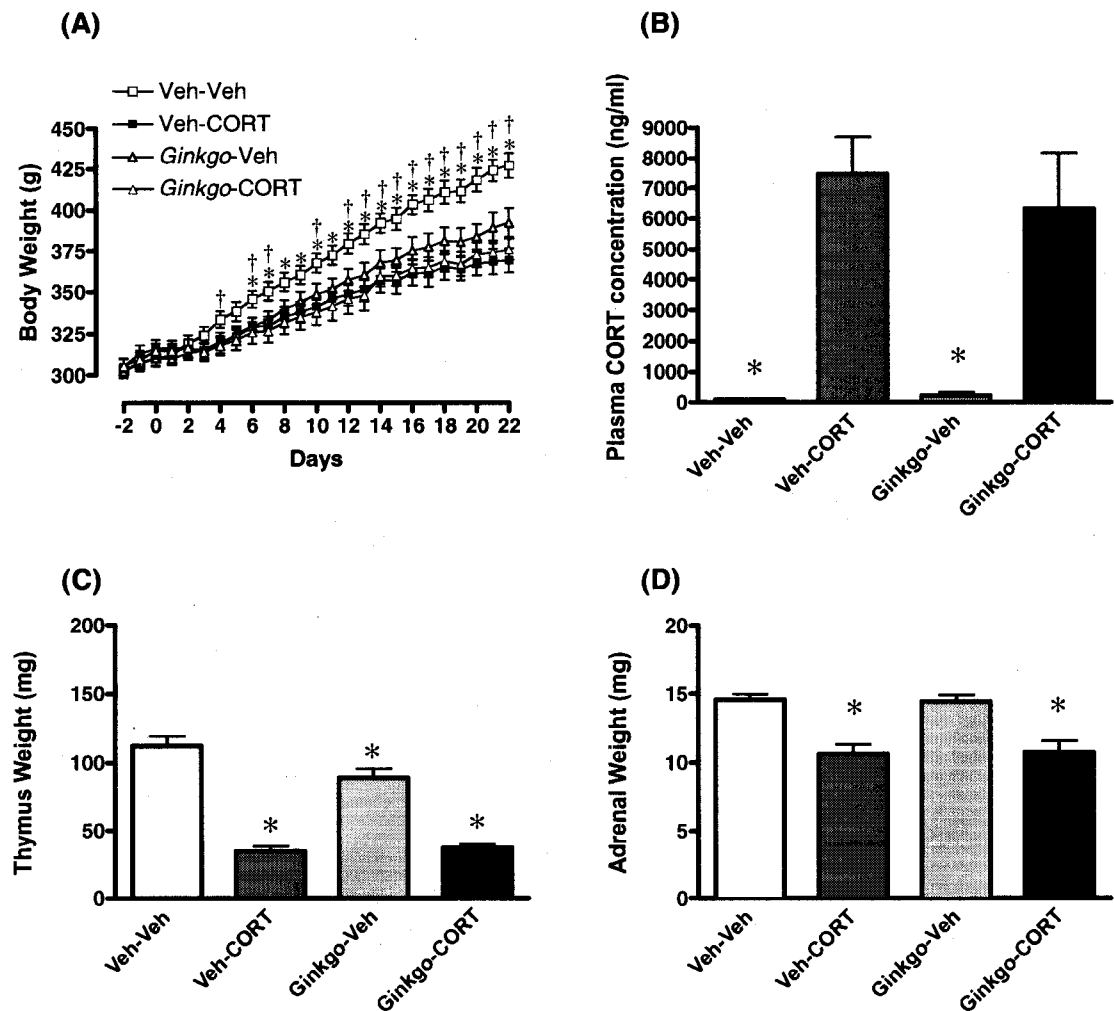 (A)
Veh-Veh
Veh-CORT
Ginkgo-Veh
Ginkgo-CORT
Body Weight (g)
450
425
400
375
350
325
300
† † † † † † † † † † † † † † † †
* * * * * * * * * * * * * * * * *
-2 0 2 4 6 8 10 12 14 16 18 20 22
Days
(B)
Plasma CORT concentration (ng/ml)
9000
8000
7000
6000
5000
4000
3000
2000
1000
0
* *
Veh-Veh
Veh-CORT
Ginkgo-Veh
Ginkgo-CORT
(C)
Thymus Weight (mg)
200
150
100
50
0
* * *
Veh-Veh
Veh-CORT
Ginkgo-Veh
Ginkgo-CORT
(D)
Adrenal Weight (mg)
20
15
10
5
0
* *
Veh-Veh
Veh-CORT
Ginkgo-Veh
Ginkgo-CORT